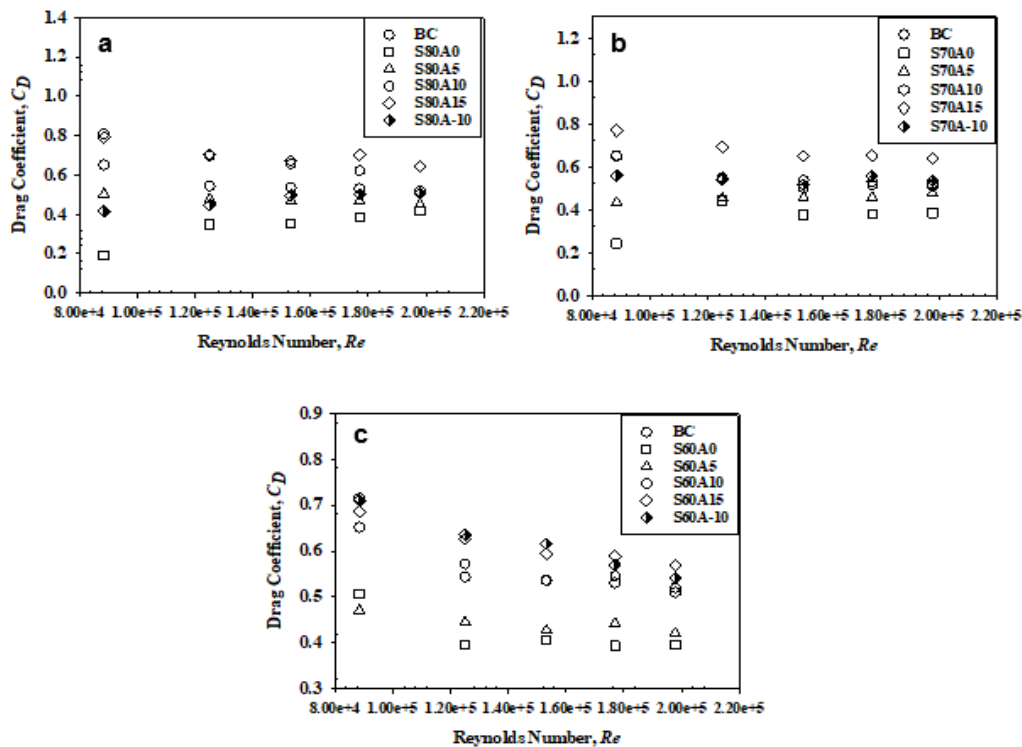 a
Drag Coefficient, C_D
1.4
1.2
1.0
0.8
0.6
0.4
0.2
0.0
BC
S80A0
S80A5
S80A10
S80A15
S80A-10
8.00e+4 1.00e+5 1.20e+5 1.40e+5 1.60e+5 1.80e+5 2.00e+5 2.20e+5
Reynolds Number, Re
b
Drag Coefficient, C_D
1.2
1.0
0.8
0.6
0.4
0.2
0.0
BC
S70A0
S70A5
S70A10
S70A15
S70A-10
8.00e+4 1.00e+5 1.20e+5 1.40e+5 1.60e+5 1.80e+5 2.00e+5 2.20e+5
Reynolds Number, Re
c
Drag Coefficient, C_D
0.9
0.8
0.7
0.6
0.5
0.4
0.3
BC
S60A0
S60A5
S60A10
S60A15
S60A-10
8.00e+4 1.00e+5 1.20e+5 1.40e+5 1.60e+5 1.80e+5 2.00e+5 2.20e+5
Reynolds Number, Re